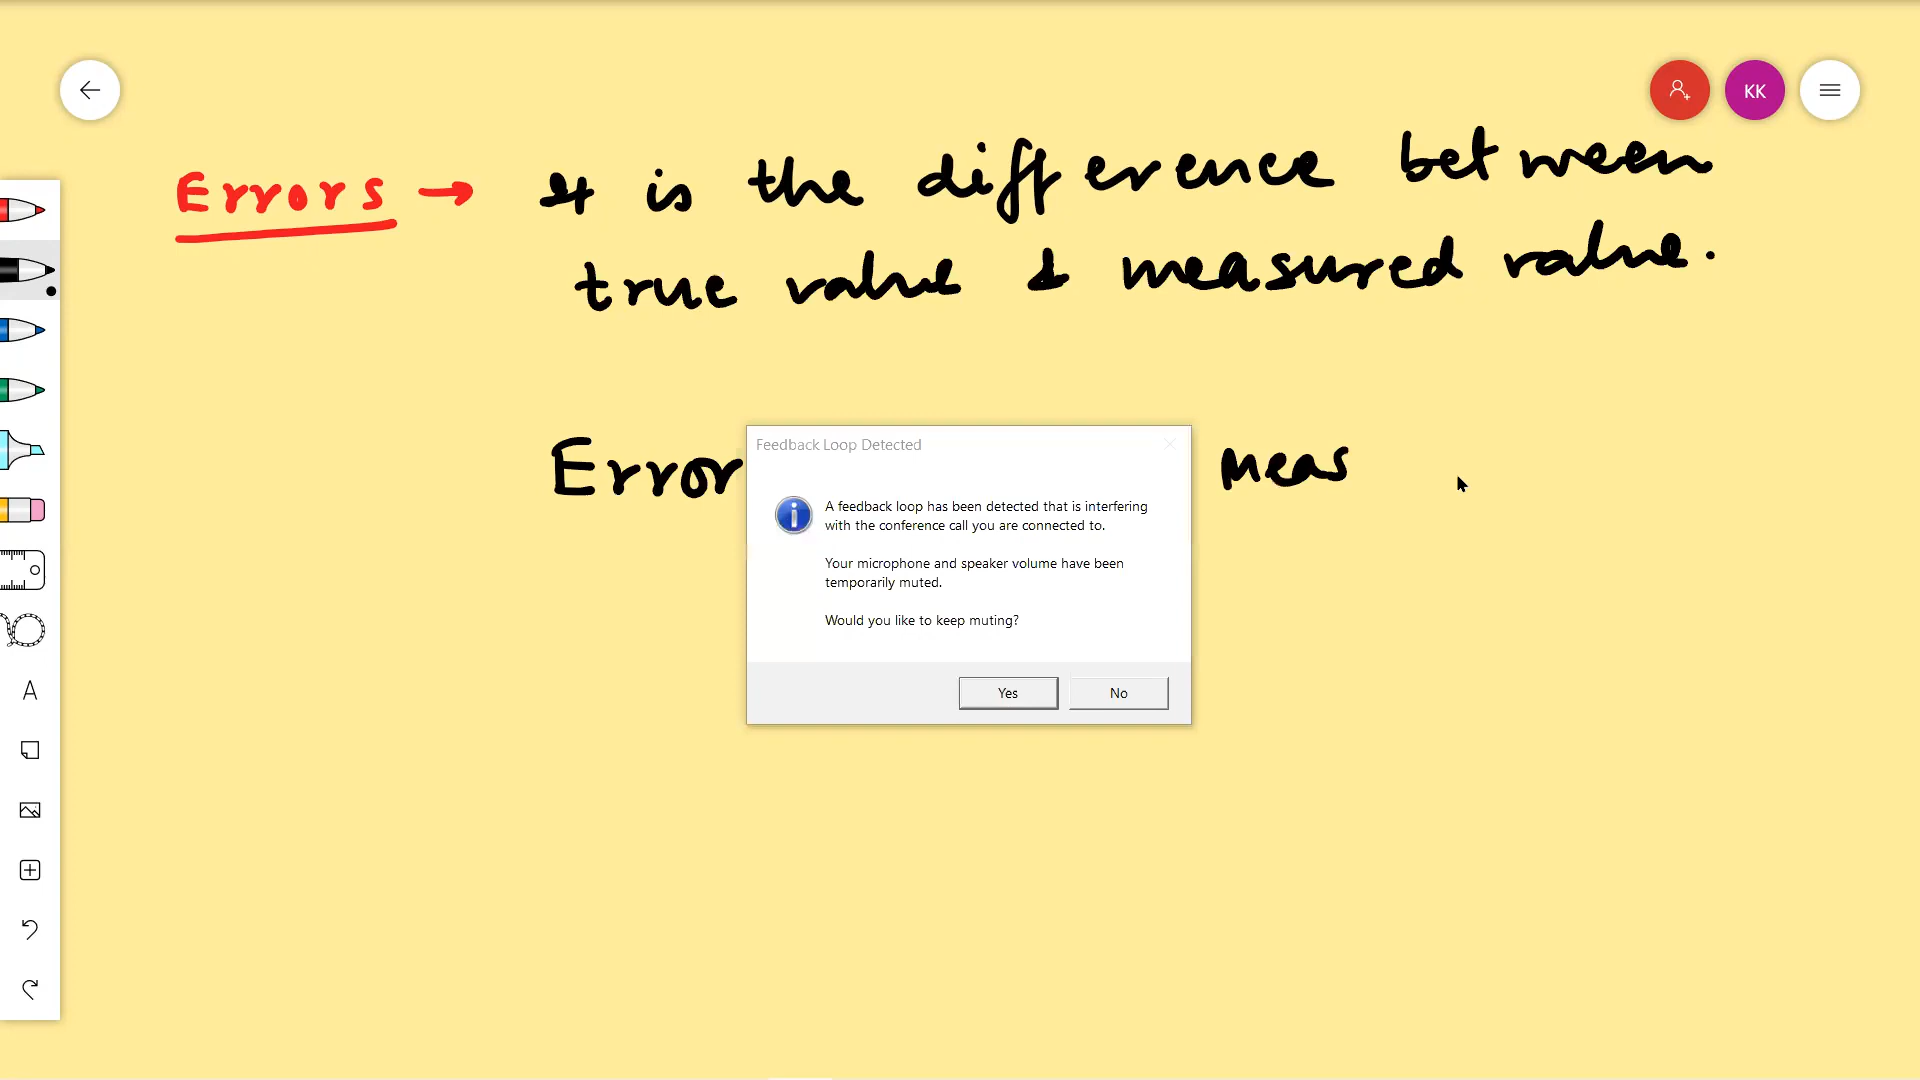 KK
Errors → It is the difference between
true value & measured value.
Error meas
Feedback Loop Detected
A feedback loop has been detected that is interfering
with the conference call you are connected to.
Your microphone and speaker volume have been
temporarily muted.
Would you like to keep muting?
Yes No
A